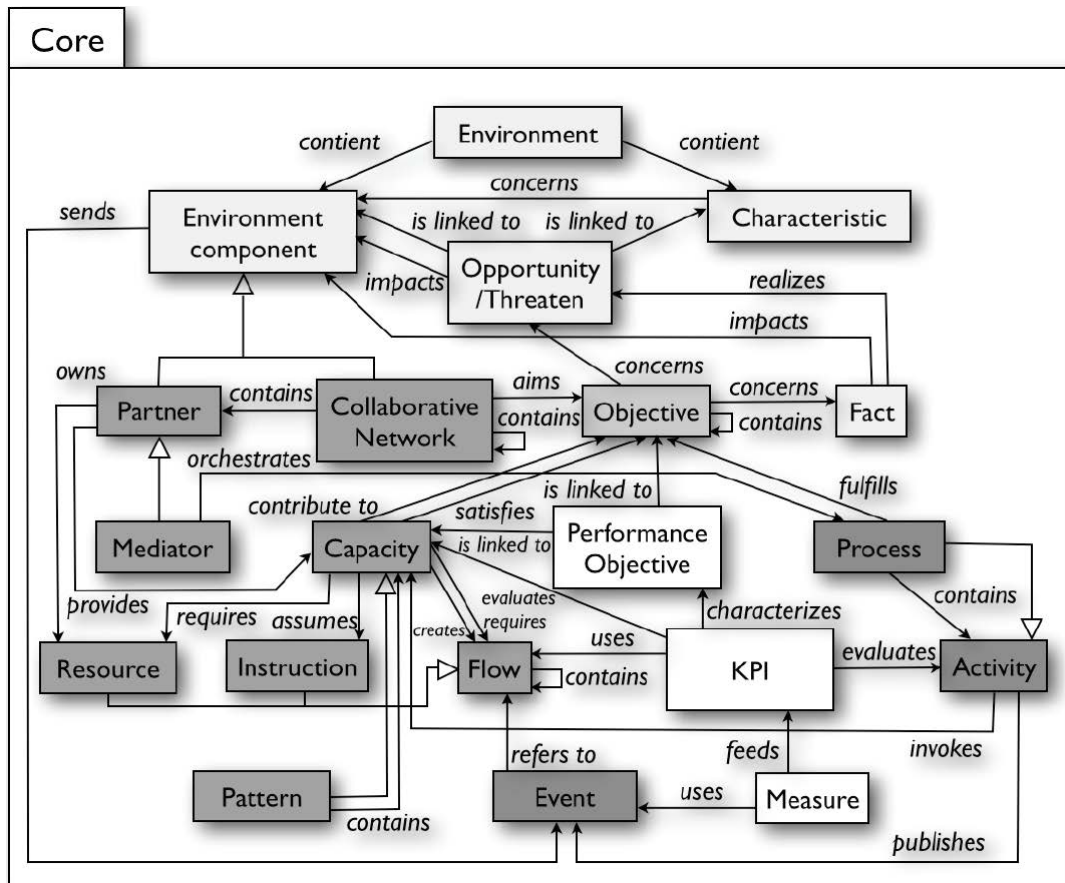 Core
Environment
contient
contient
concerns
sends
Environment
component
is linked to
is linked to
Characteristic
impacts
Opportunity
/Threaten
realizes
impacts
concerns
owns
Partner
contains
Collaborative
Network
aims
contains
Objective
concerns
contains
Fact
orchestrates
is linked to
fulfills
contribute to
satisfies
Mediator
Capacity
is linked to
Performance
Objective
Process
provides
requires
assumes
evaluates
requires
creates
characterizes
contains
Resource
Instruction
Flow
uses
contains
KPI
evaluates
Activity
refers to
feeds
invokes
Pattern
contains
Event
uses
Measure
publishes